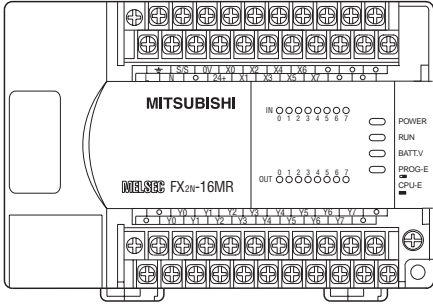 S/S 0V X0 X2 X4 X6
L N 24+ X1 X3 X5 X7
MITSUBISHI
IN
0 1 2 3 4 5 6 7
POWER
RUN
BATT.V
PROG-E
CPU-E
0 1 2 3 4 5 6 7
OUT
MELSEC FX2N-16MR
Y0 Y1 Y2 Y3 Y4 Y5 Y6 Y7
Y0 Y1 Y2 Y3 Y4 Y5 Y6 Y7